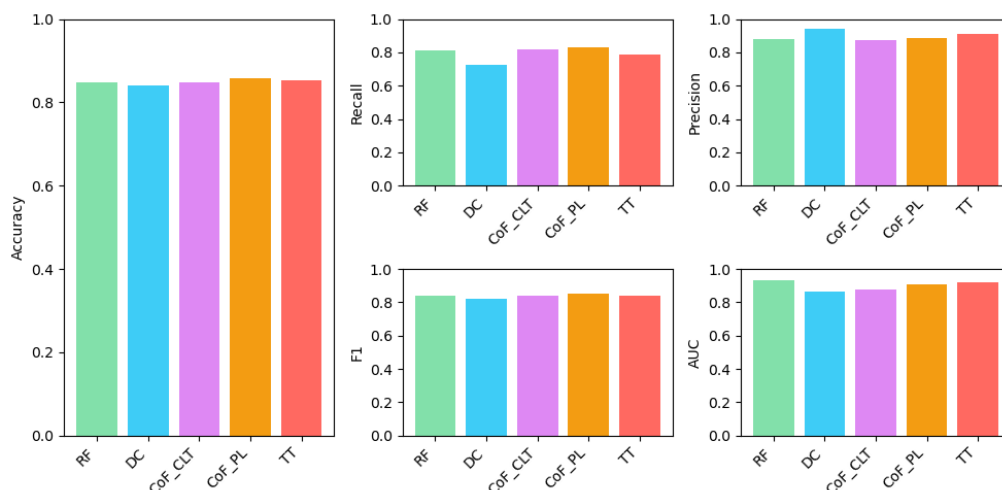 Accuracy
1.0
0.8
0.6
0.4
0.2
0.0
RF
DC
CoF_CLT
CoF_PL
TT
Recall
1.0
0.8
0.6
0.4
0.2
0.0
RF
DC
CoF_CLT
CoF_PL
TT
Precision
1.0
0.8
0.6
0.4
0.2
0.0
RF
DC
CoF_CLT
CoF_PL
TT
F1
1.0
0.8
0.6
0.4
0.2
0.0
RF
DC
CoF_CLT
CoF_PL
TT
AUC
1.0
0.8
0.6
0.4
0.2
0.0
RF
DC
CoF_CLT
CoF_PL
TT